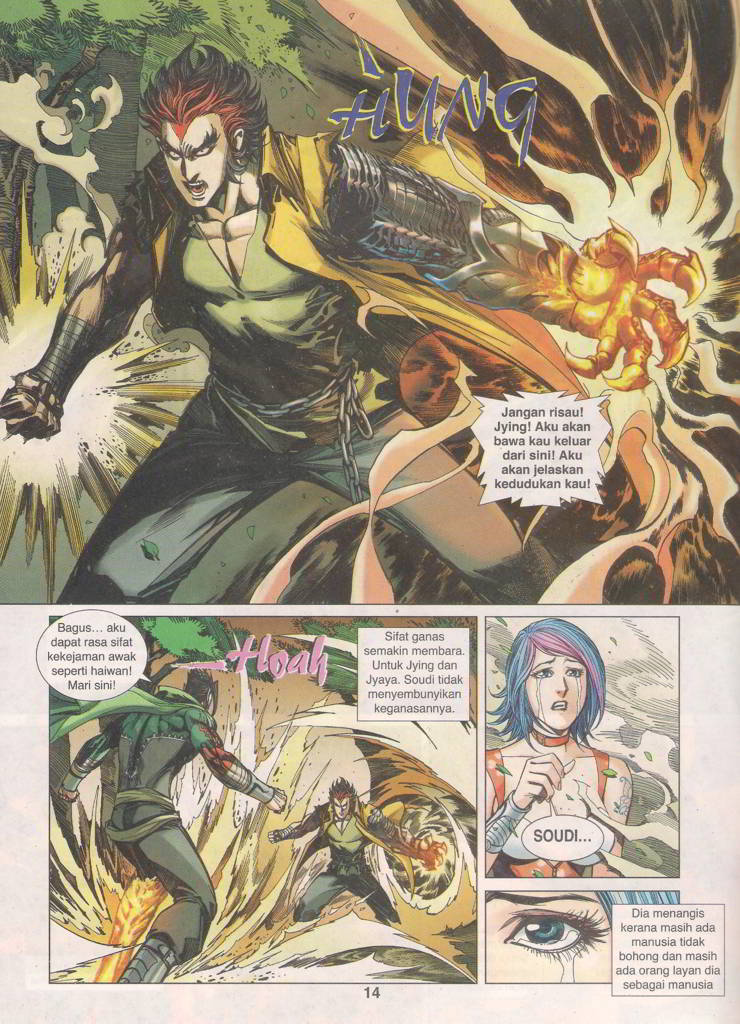 HUNG
Jangan risau!
Jying! Aku akan
bawa kau keluar
dari sini! Aku
akan jelaskan
kedudukan kau!
Bagus... aku
dapat rasa sifat
kekejaman awak
seperti haiwan!
Mari sini!
Hoah
Sifat ganas
semakin membara.
Untuk Jying dan
Jyaya. Soudi tidak
menyembunyikan
keganasannya.
SOUDI...
Dia menangis
kerana masih ada
manusia tidak
bohong dan masih
ada orang layan dia
sebagai manusia
14